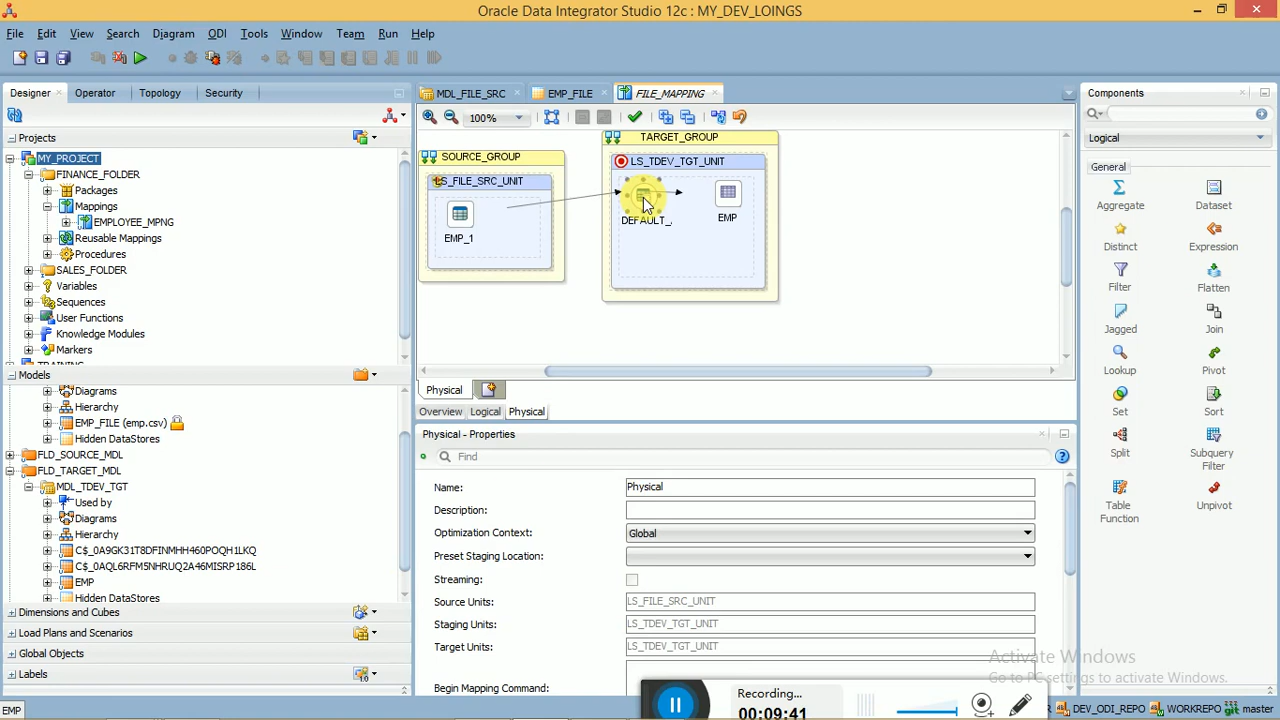 Oracle Data Integrator Studio 12c : MY_DEV_LOINGS
File Edit View Search Diagram ODI Tools Window Team Run Help
Designer Operator Topology Security
MDL_FILE_SRC EMP_FILE FILE_MAPPING
Components
100%
Logical
Projects
MY_PROJECT
FINANCE_FOLDER
Packages
Mappings
EMPLOYEE_MPNG
Reusable Mappings
Procedures
SALES_FOLDER
Variables
Sequences
User Functions
Knowledge Modules
Markers
Models
Diagrams
Hierarchy
EMP_FILE (emp.csv)
Hidden DataStores
FLD_SOURCE_MDL
FLD_TARGET_MDL
MDL_TDEV_TGT
Used by
Diagrams
Hierarchy
C$_0A9GK31T8DFINMHH460POQH1LKQ
C$_0AQL6RFM5NHRUQ2A46MISRP186L
EMP
Hidden DataStores
Dimensions and Cubes
Load Plans and Scenarios
Global Objects
Labels
SOURCE_GROUP
LS_FILE_SRC_UNIT
EMP_1
TARGET_GROUP
LS_TDEV_TGT_UNIT
DEFAULT_.
EMP
Physical
Overview Logical Physical
Physical - Properties
Find
Name: Physical
Description:
Optimization Context: Global
Preset Staging Location:
Streaming:
Source Units: LS_FILE_SRC_UNIT
Staging Units: LS_TDEV_TGT_UNIT
Target Units: LS_TDEV_TGT_UNIT
Begin Mapping Command:
General
Aggregate Dataset
Distinct Expression
Filter Flatten
Jagged Join
Lookup Pivot
Set Sort
Split Subquery
Filter
Table
Function Unpivot
Activate Windows
Go to PC settings to activate Windows.
Recording...
00:09:41
EMP
DEV_ODI_REPO WORKREPO git master